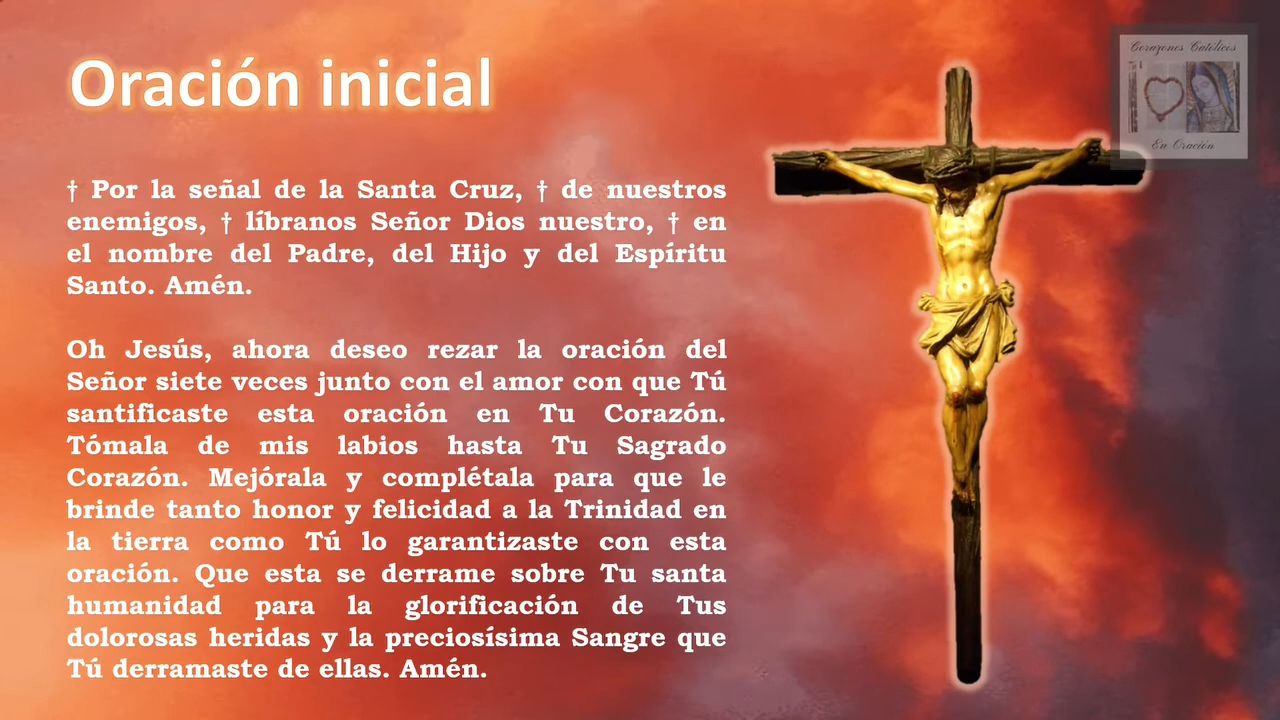 Oración inicial
Corazones Católicos
En Oración
† Por la señal de la Santa Cruz, † de nuestros
enemigos, † líbranos Señor Dios nuestro, † en
el nombre del Padre, del Hijo y del Espíritu
Santo. Amén.
Oh Jesús, ahora deseo rezar la oración del
Señor siete veces junto con el amor con que Tú
santificaste esta oración en Tu Corazón.
Tómala de mis labios hasta Tu Sagrado
Corazón. Mejórala y complétala para que le
brinde tanto honor y felicidad a la Trinidad en
la tierra como Tú lo garantizaste con esta
oración. Que esta se derrame sobre Tu santa
humanidad para la glorificación de Tus
dolorosas heridas y la preciosísima Sangre que
Tú derramaste de ellas. Amén.